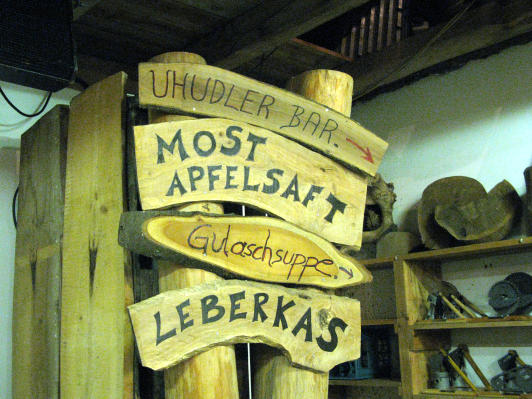 UHUDLER BAR.
MOST
APFELSAFT
Gulaschsuppe.
LEBERKAS